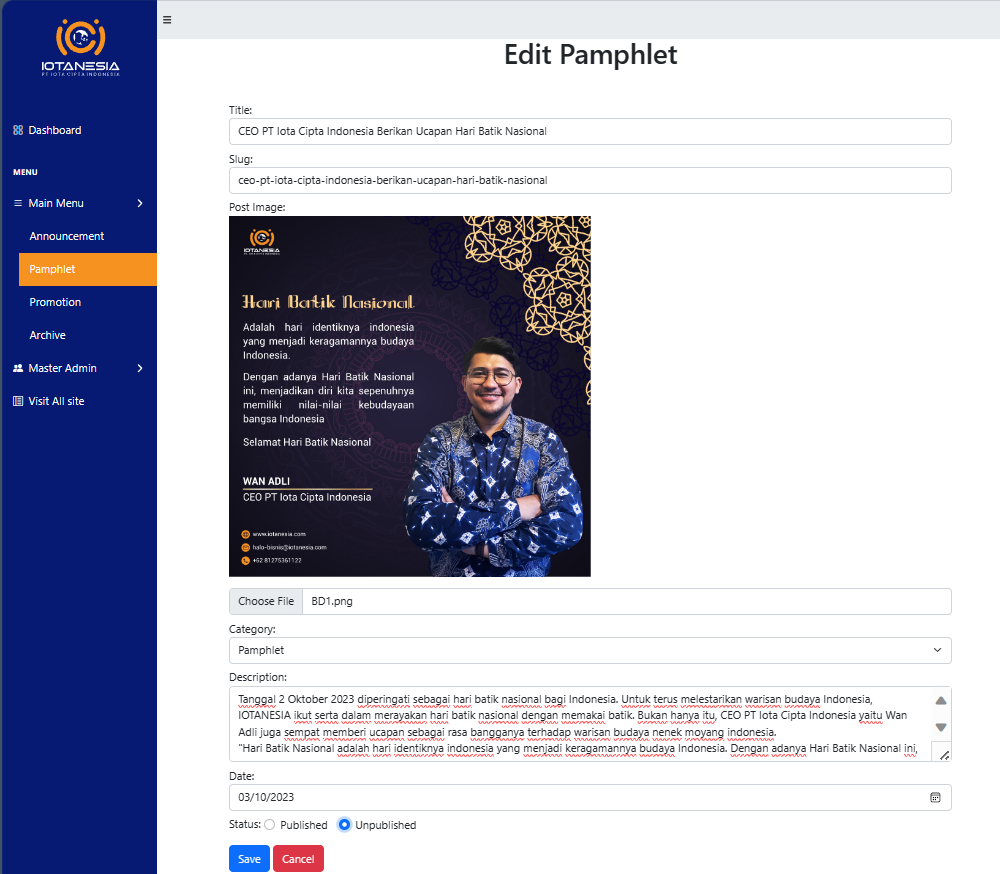 IOTANESIA
PT IOTA CIPTA INDONESIA
Dashboard
MENU
Main Menu
Announcement
Pamphlet
Promotion
Archive
Master Admin
Visit All site
Edit Pamphlet
Title:
CEO PT Iota Cipta Indonesia Berikan Ucapan Hari Batik Nasional
Slug:
ceo-pt-iota-cipta-indonesia-berikan-ucapan-hari-batik-nasional
Post Image:
IOTANESIA
PT IOTA CIPTA INDONESIA
Hari Batik Nasional
Adalah hari identiknya indonesia
yang menjadi keragamannya budaya
Indonesia.
Dengan adanya Hari Batik Nasional
ini, menjadikan diri kita sepenuhnya
memiliki nilai-nilai kebudayaan
bangsa Indonesia
Selamat Hari Batik Nasional
WAN ADLI
CEO PT Iota Cipta Indonesia
www.iotanesia.com
halo-bisnis@iotanesia.com
+62 81275361122
Choose File BD1.png
Category:
Pamphlet
Description:
Tanggal 2 Oktober 2023 diperingati sebagai hari batik nasional bagi Indonesia. Untuk terus melestarikan warisan budaya Indonesia,
IOTANESIA ikut serta dalam merayakan hari batik nasional dengan memakai batik. Bukan hanya itu, CEO PT Iota Cipta Indonesia yaitu Wan
Adli juga sempat memberi ucapan sebagai rasa bangganya terhadap warisan budaya nenek moyang indonesia.
"Hari Batik Nasional adalah hari identiknya indonesia yang menjadi keragamannya budaya Indonesia. Dengan adanya Hari Batik Nasional ini,
Date:
03/10/2023
Status: Published Unpublished
Save Cancel